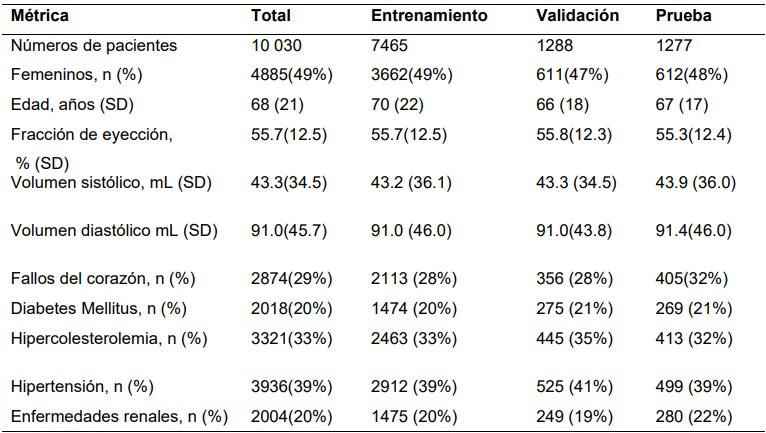 Métrica Total Entrenamiento Validación Prueba
Números de pacientes 10 030 7465 1288 1277
Femeninos, n (%) 4885(49%) 3662(49%) 611(47%) 612(48%)
Edad, años (SD) 68 (21) 70 (22) 66 (18) 67 (17)
Fracción de eyección, 55.7(12.5) 55.7(12.5) 55.8(12.3) 55.3(12.4)
% (SD)
Volumen sistólico, mL (SD) 43.3(34.5) 43.2 (36.1) 43.3 (34.5) 43.9 (36.0)
Volumen diastólico mL (SD) 91.0(45.7) 91.0 (46.0) 91.0(43.8) 91.4(46.0)
Fallos del corazón, n (%) 2874(29%) 2113 (28%) 356 (28%) 405(32%)
Diabetes Mellitus, n (%) 2018(20%) 1474 (20%) 275 (21%) 269 (21%)
Hipercolesterolemia, n (%) 3321(33%) 2463 (33%) 445 (35%) 413 (32%)
Hipertensión, n (%) 3936(39%) 2912 (39%) 525 (41%) 499 (39%)
Enfermedades renales, n (%) 2004(20%) 1475 (20%) 249 (19%) 280 (22%)